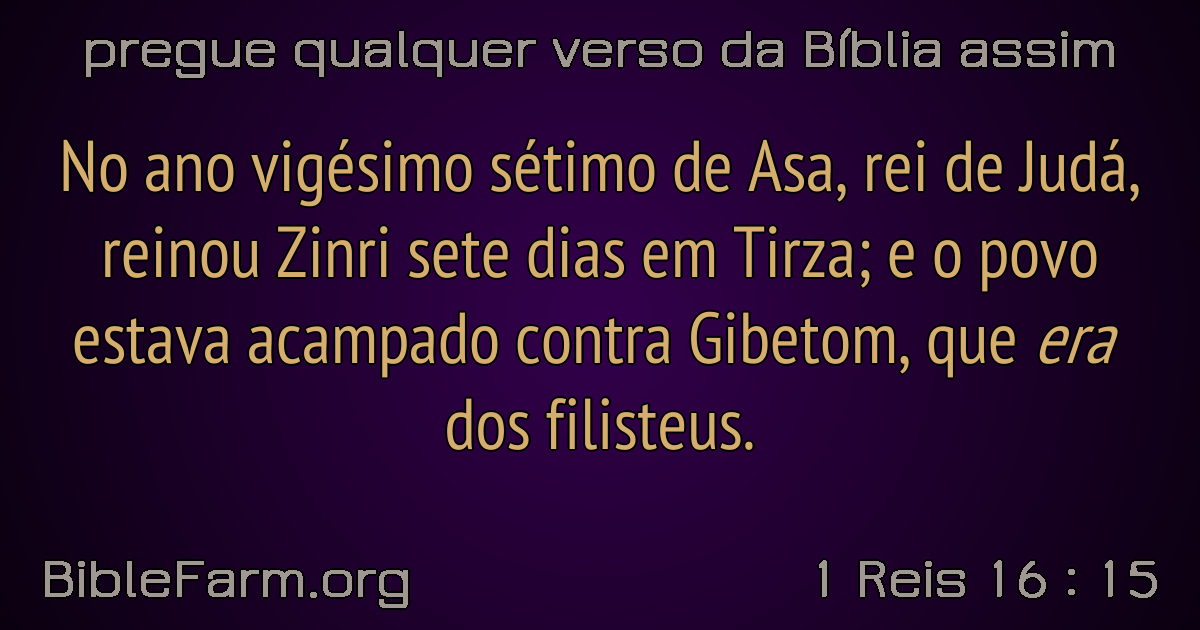 pregue qualquer verso da Bíblia assim
No ano vigésimo sétimo de Asa, rei de Judá,
reinou Zinri sete dias em Tirza; e o povo
estava acampado contra Gibetom, que era
dos filisteus.
BibleFarm.org
1 Reis 16 : 15